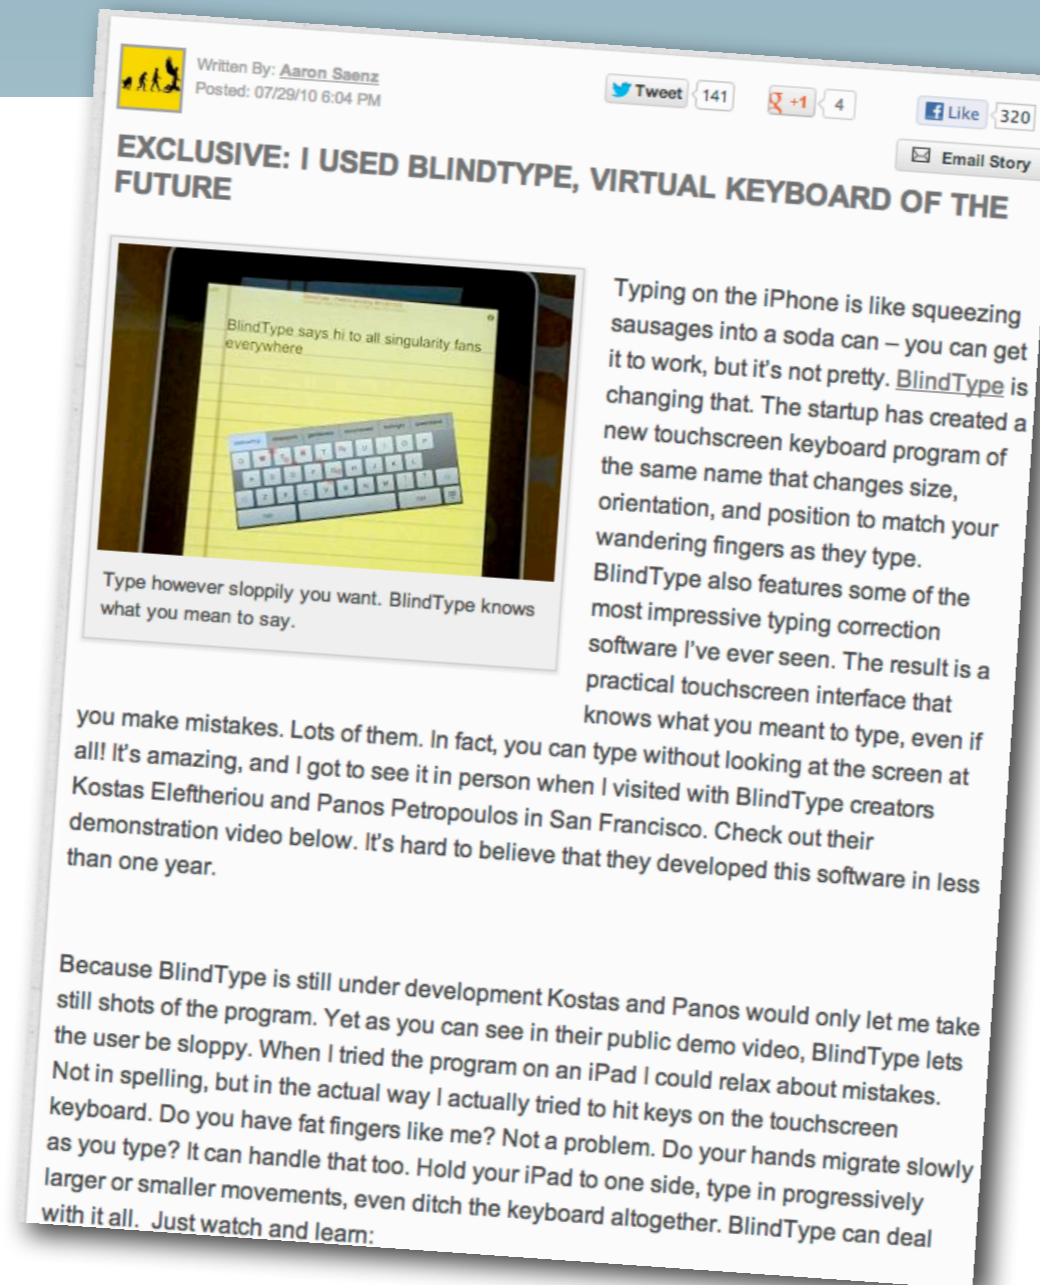 Written By: Aaron Saenz
Posted: 07/29/10 6:04 PM
Tweet
141
+1
4
Like
320
Email Story
EXCLUSIVE: I USED BLINDTYPE, VIRTUAL KEYBOARD OF THE
FUTURE
BlindType says hi to all singularity fans
everywhere
Type however sloppily you want. BlindType knows
what you mean to say.
Typing on the iPhone is like squeezing
sausages into a soda can – you can get
it to work, but it's not pretty. BlindType is
changing that. The startup has created a
new touchscreen keyboard program of
the same name that changes size,
orientation, and position to match your
wandering fingers as they type.
BlindType also features some of the
most impressive typing correction
software I've ever seen. The result is a
practical touchscreen interface that
knows what you meant to type, even if
you make mistakes. Lots of them. In fact, you can type without looking at the screen at
all! It's amazing, and I got to see it in person when I visited with BlindType creators
Kostas Eleftheriou and Panos Petropoulos in San Francisco. Check out their
demonstration video below. It's hard to believe that they developed this software in less
than one year.
Because BlindType is still under development Kostas and Panos would only let me take
still shots of the program. Yet as you can see in their public demo video, BlindType lets
the user be sloppy. When I tried the program on an iPad I could relax about mistakes.
Not in spelling, but in the actual way I actually tried to hit keys on the touchscreen
keyboard. Do you have fat fingers like me? Not a problem. Do your hands migrate slowly
as you type? It can handle that too. Hold your iPad to one side, type in progressively
larger or smaller movements, even ditch the keyboard altogether. BlindType can deal
with it all. Just watch and learn: